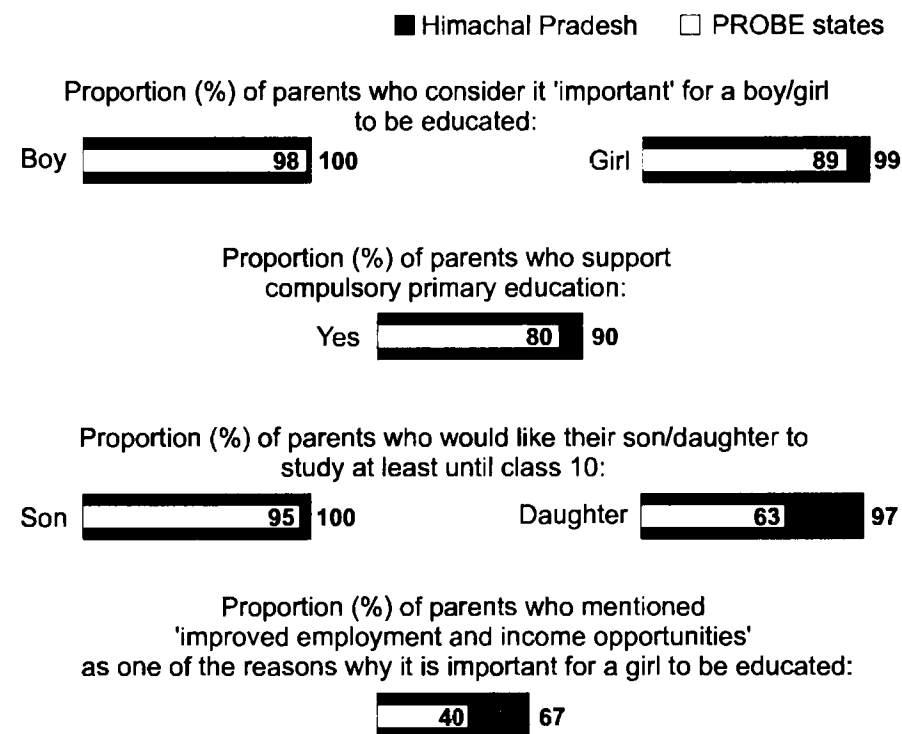 Himachal Pradesh PROBE states
Proportion (%) of parents who consider it 'important' for a boy/girl
to be educated:
Boy 98 100 Girl 89 99
Proportion (%) of parents who support
compulsory primary education:
Yes 80 90
Proportion (%) of parents who would like their son/daughter to
study at least until class 10:
Son 95 100 Daughter 63 97
Proportion (%) of parents who mentioned
'improved employment and income opportunities'
as one of the reasons why it is important for a girl to be educated:
40 67